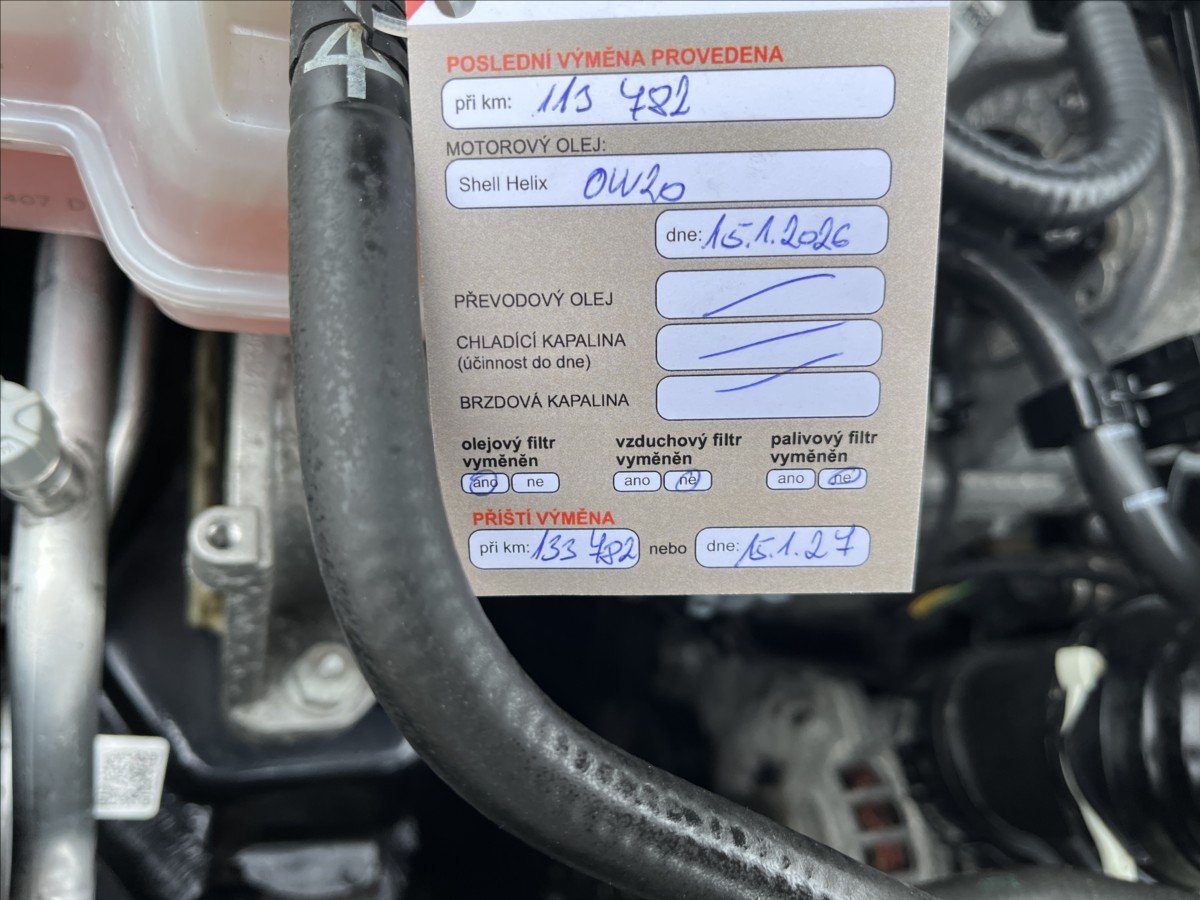 4
407 D
POSLEDNÍ VÝMĚNA PROVEDENA
při km: 113 782
MOTOROVÝ OLEJ:
Shell Helix 0W20
dne: 15.1.2026
PŘEVODOVÝ OLEJ
CHLADÍCÍ KAPALINA
(účinnost do dne)
BRZDOVÁ KAPALINA
olejový filtr vzduchový filtr palivový filtr
vyměněn vyměněn vyměněn
ano ne ano ne ano ne
PŘÍŠTÍ VÝMĚNA
při km: 133 782 nebo dne: 15.1.27